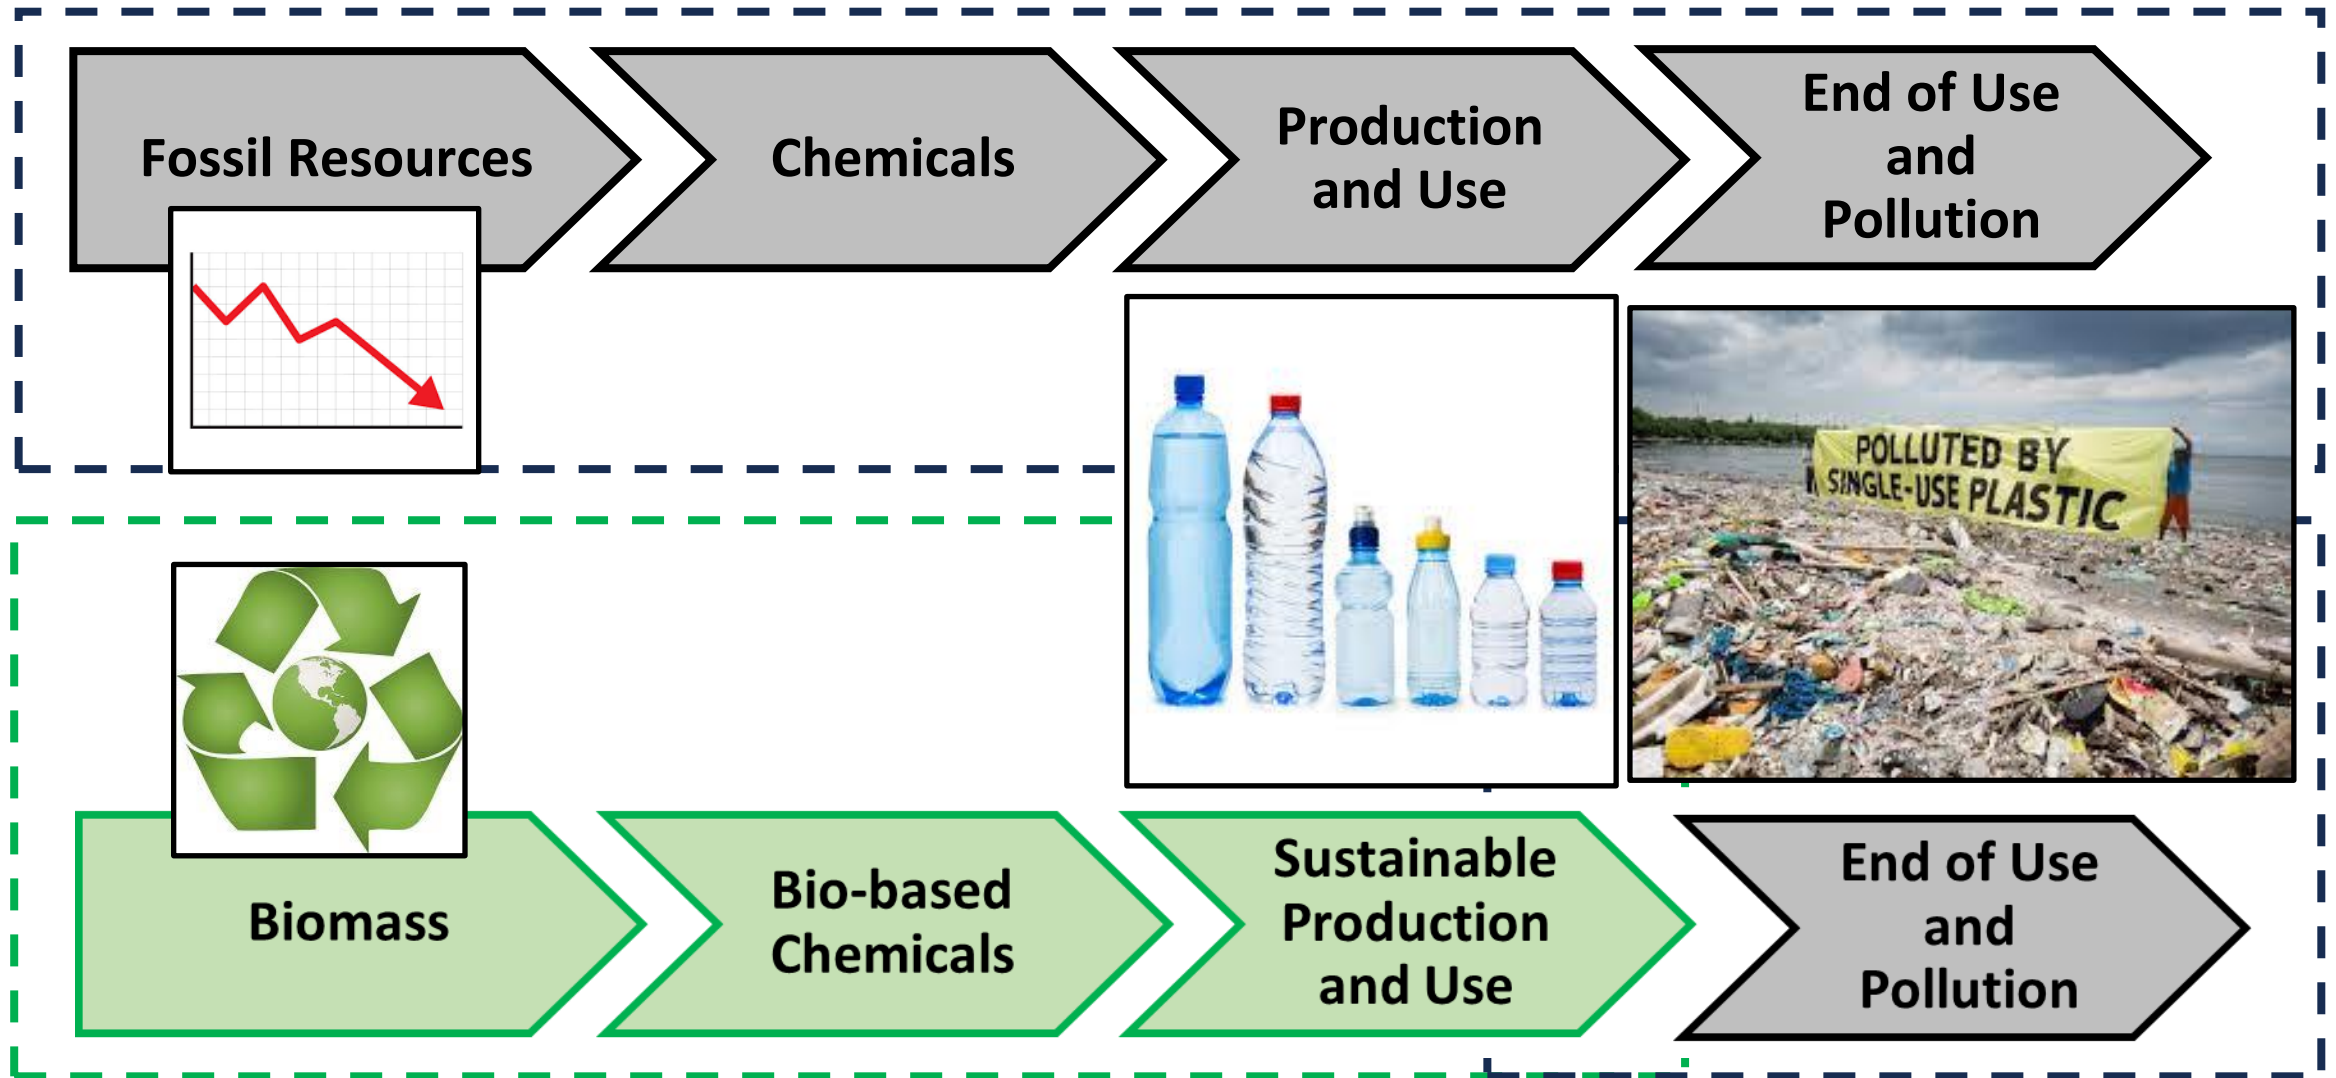 Fossil Resources
Chemicals
Production
and Use
End of Use
and
Pollution
POLLUTED BY
SINGLE-USE PLASTIC
Biomass
Bio-based
Chemicals
Sustainable
Production
and Use
End of Use
and
Pollution